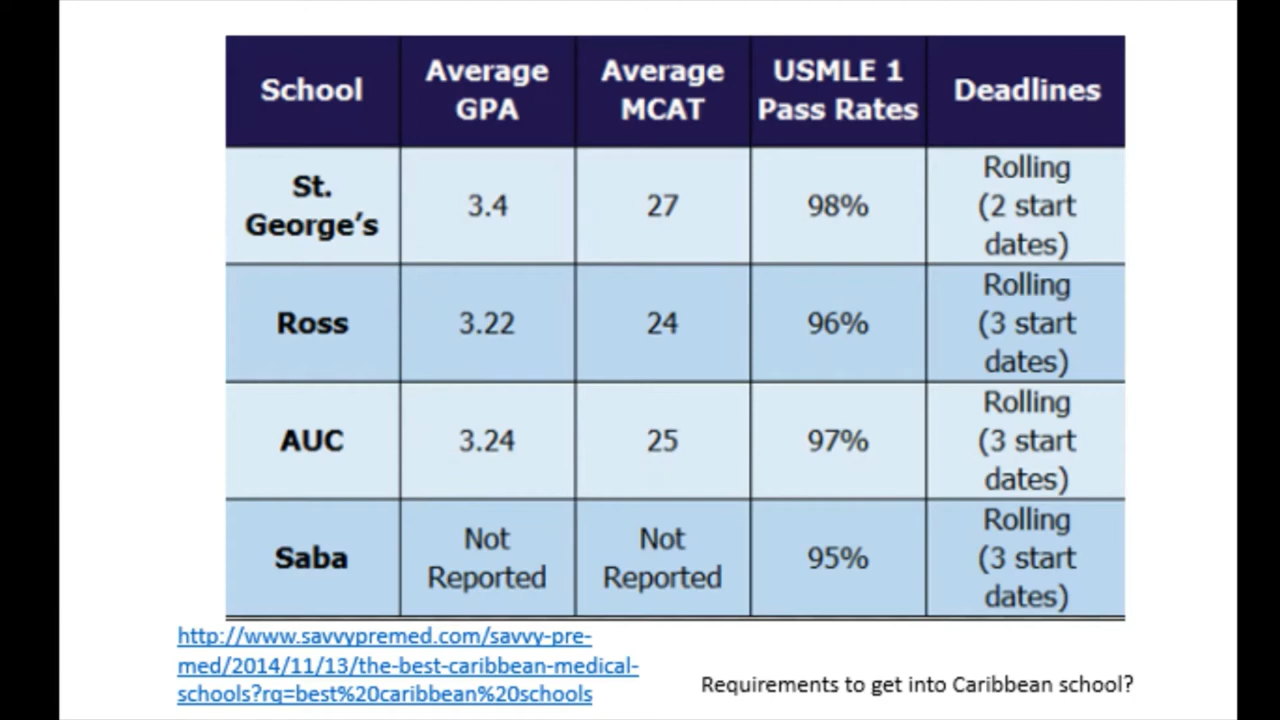 School
Average
GPA
Average
MCAT
USMLE 1
Pass Rates
Deadlines
St.
George’s
3.4
27
98%
Rolling
(2 start
dates)
Ross
3.22
24
96%
Rolling
(3 start
dates)
AUC
3.24
25
97%
Rolling
(3 start
dates)
Saba
Not
Reported
Not
Reported
95%
Rolling
(3 start
dates)
http://www.savvypremed.com/savvy-pre-
med/2014/11/13/the-best-caribbean-medical-
schools?rq=best%20caribbean%20schools
Requirements to get into Caribbean school?